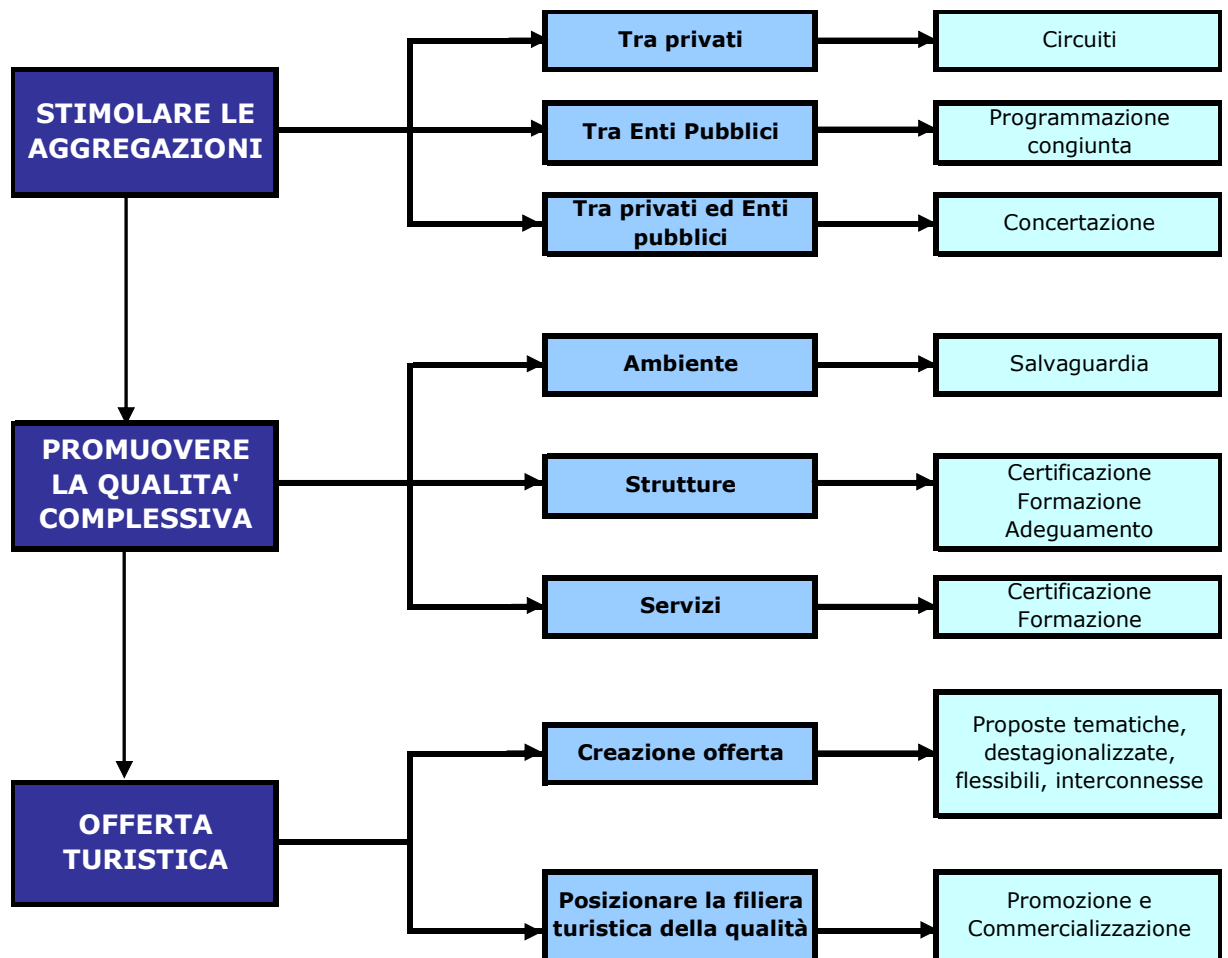 STIMOLARE LE
AGGREGAZIONI
Tra privati
Circuiti
Tra Enti Pubblici
Programmazione
congiunta
Tra privati ed Enti
pubblici
Concertazione
PROMUOVERE
LA QUALITA'
COMPLESSIVA
Ambiente
Salvaguardia
Strutture
Certificazione
Formazione
Adeguamento
Servizi
Certificazione
Formazione
OFFERTA
TURISTICA
Creazione offerta
Proposte tematiche,
destagionalizzate,
flessibili, interconnesse
Posizionare la filiera
turistica della qualità
Promozione e
Commercializzazione